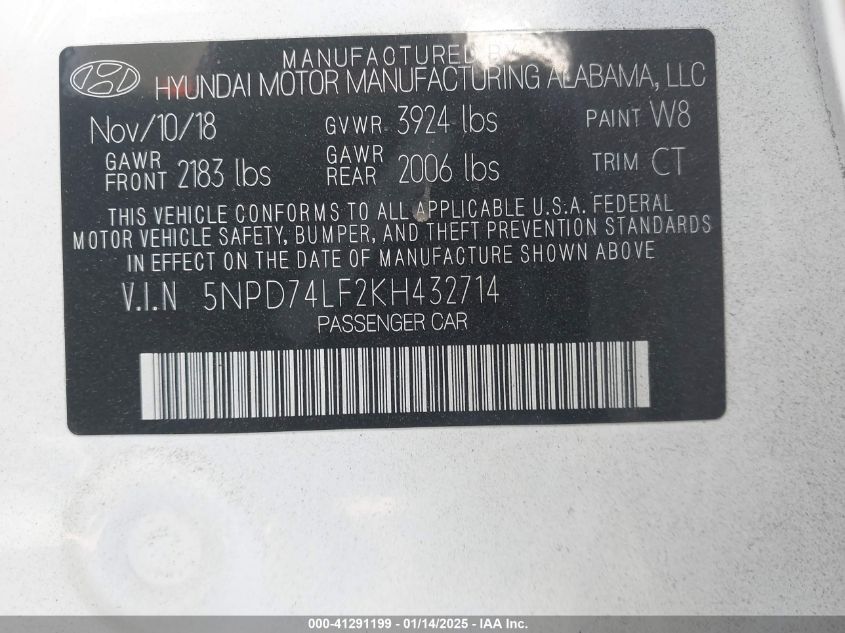 MANUFACTURED BY
HYUNDAI MOTOR MANUFACTURING ALABAMA, LLC
Nov/10/18 GVWR 3924 lbs PAINT W8
GAWR FRONT 2183 lbs GAWR REAR 2006 lbs TRIM CT
THIS VEHICLE CONFORMS TO ALL APPLICABLE U.S.A. FEDERAL
MOTOR VEHICLE SAFETY, BUMPER, AND THEFT PREVENTION STANDARDS
IN EFFECT ON THE DATE OF MANUFACTURE SHOWN ABOVE
V.I.N 5NPD74LF2KH432714
PASSENGER CAR
000-41291199 - 01/14/2025 - IAA Inc.